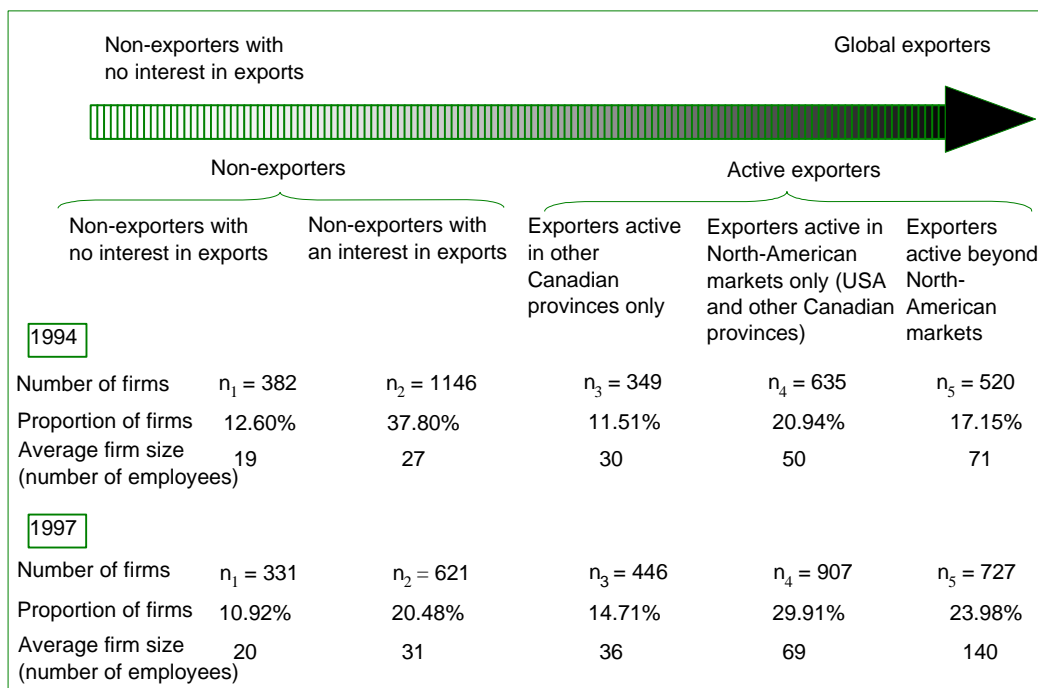 Non-exporters with
no interest in exports
Global exporters
Non-exporters
Active exporters
Non-exporters with
no interest in exports
Non-exporters with
an interest in exports
Exporters active
in other
Canadian
provinces only
Exporters active in
North-American
markets only (USA
and other Canadian
provinces)
Exporters
active beyond
North-
American
markets
1994
Number of firms n1 = 382 n2 = 1146 n3 = 349 n4 = 635 n5 = 520
Proportion of firms 12.60% 37.80% 11.51% 20.94% 17.15%
Average firm size
(number of employees) 19 27 30 50 71
1997
Number of firms n1 = 331 n2 = 621 n3 = 446 n4 = 907 n5 = 727
Proportion of firms 10.92% 20.48% 14.71% 29.91% 23.98%
Average firm size
(number of employees) 20 31 36 69 140